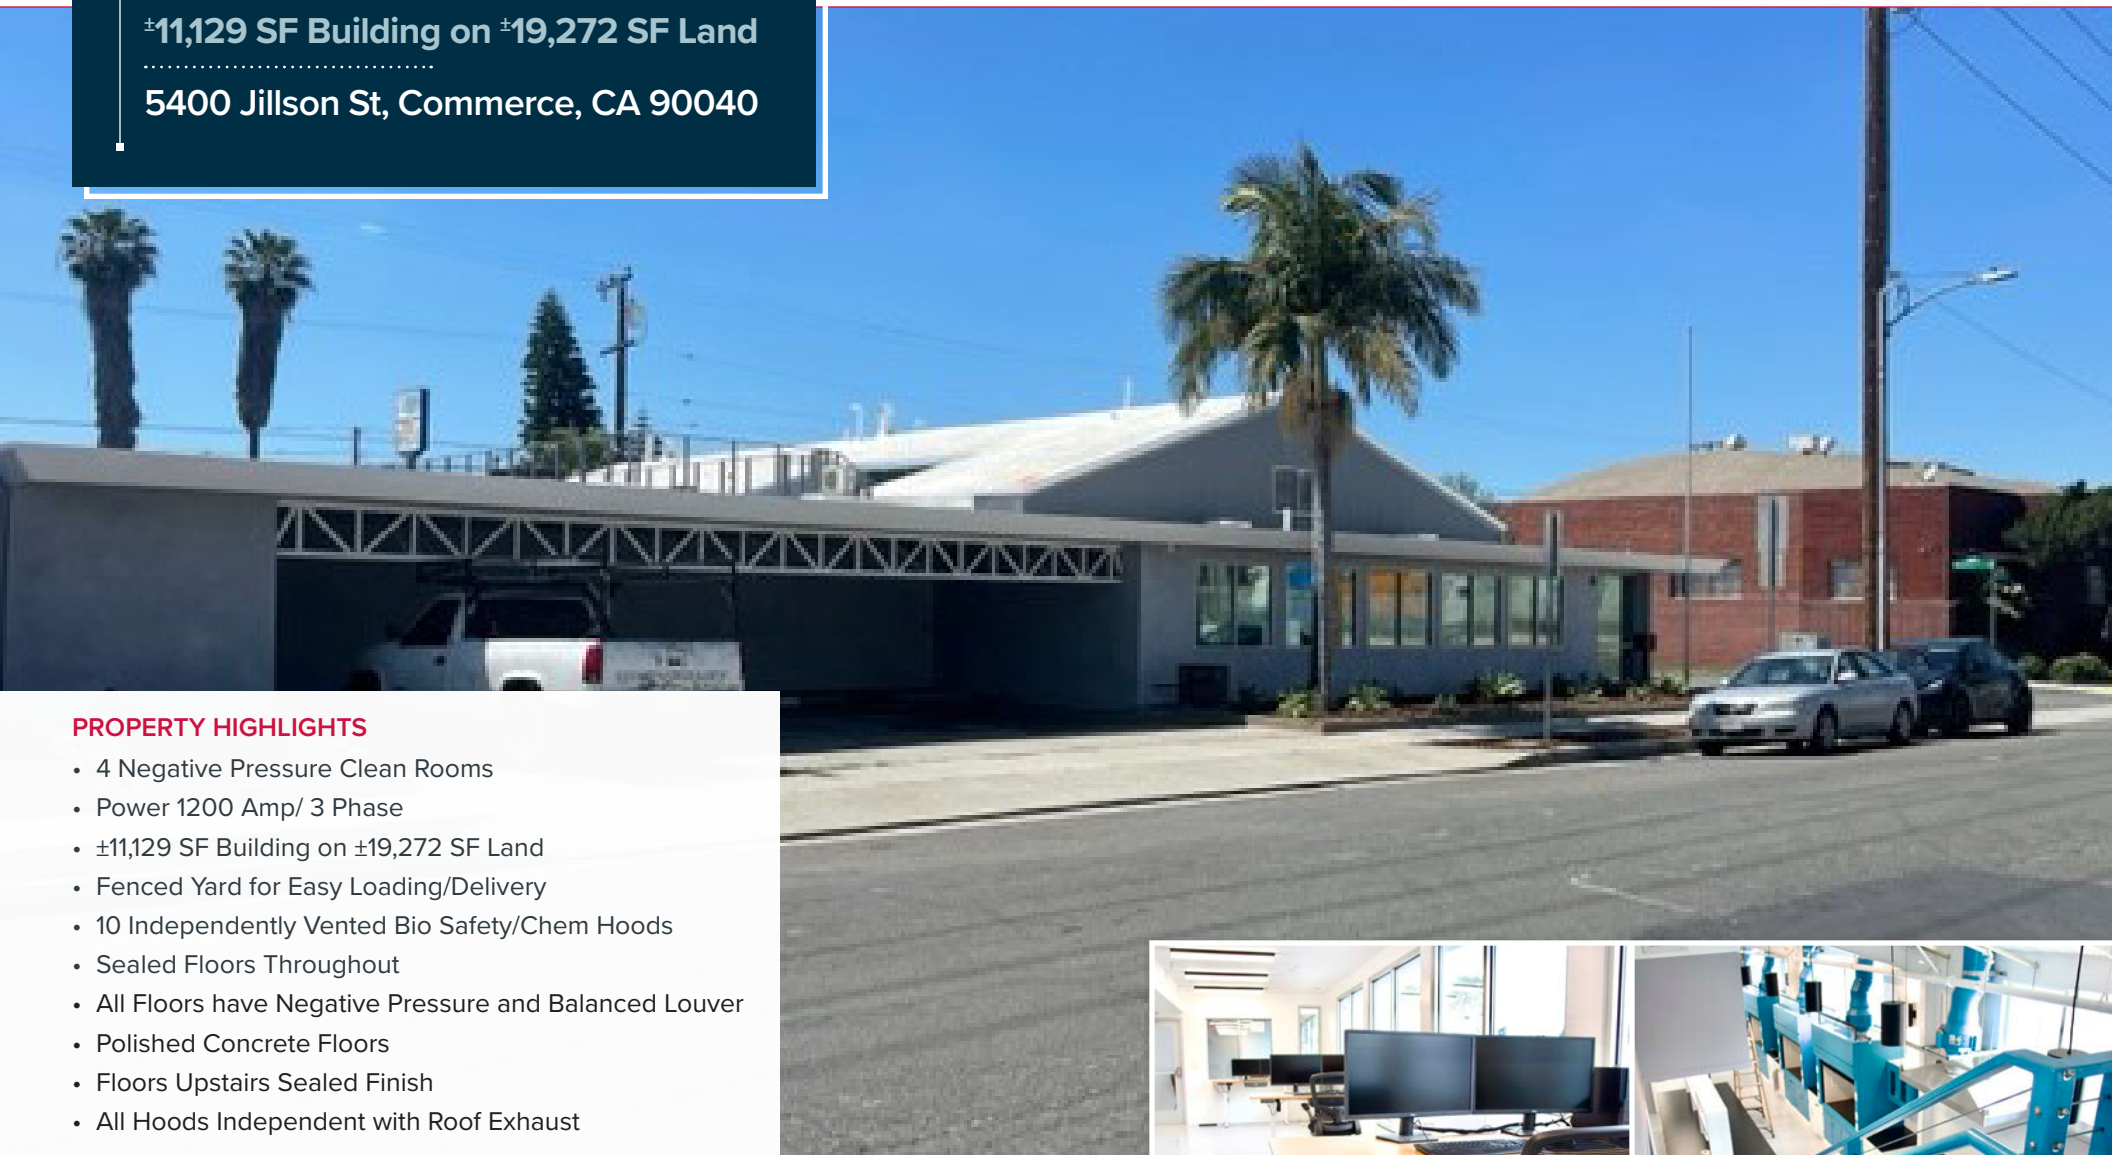 ±11,129 SF Building on ±19,272 SF Land
5400 Jillson St, Commerce, CA 90040
PROPERTY HIGHLIGHTS
• 4 Negative Pressure Clean Rooms
• Power 1200 Amp/ 3 Phase
• ±11,129 SF Building on ±19,272 SF Land
• Fenced Yard for Easy Loading/Delivery
• 10 Independently Vented Bio Safety/Chem Hoods
• Sealed Floors Throughout
• All Floors have Negative Pressure and Balanced Louver
• Polished Concrete Floors
• Floors Upstairs Sealed Finish
• All Hoods Independent with Roof Exhaust